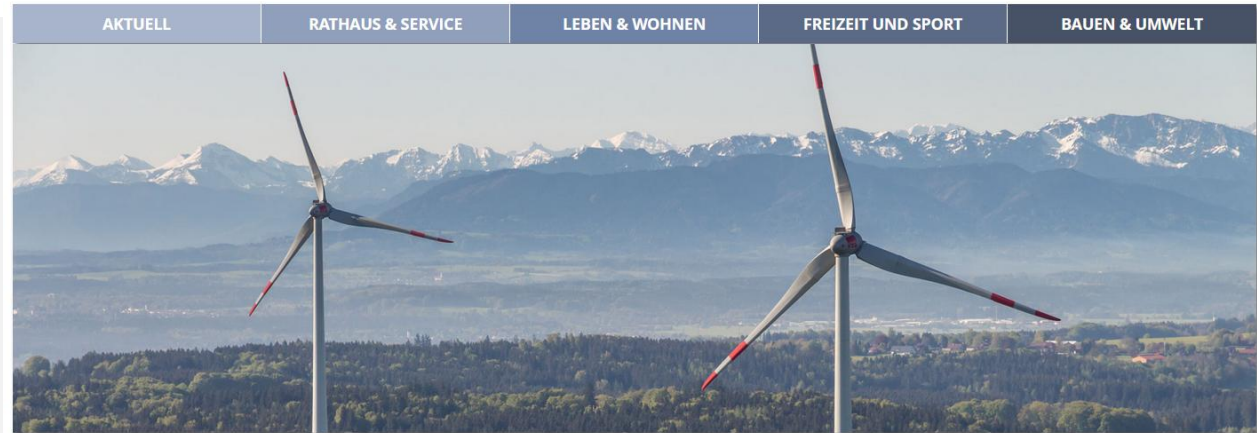 AKTUELL
RATHAUS & SERVICE
LEBEN & WOHNEN
FREIZEIT UND SPORT
BAUEN & UMWELT